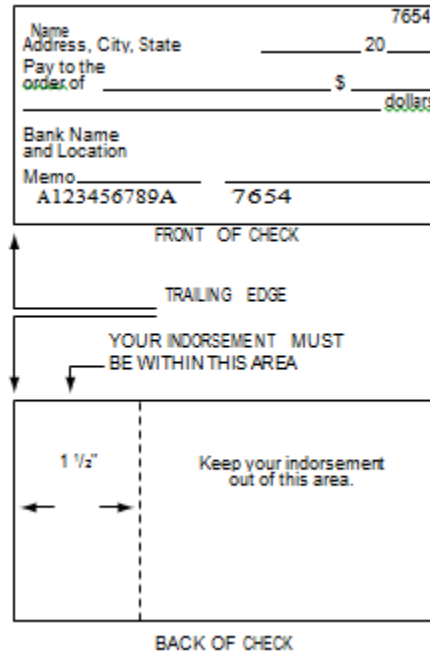 7654
Name
Address, City, State 20
Pay to the
order of $
dollars
Bank Name
and Location
Memo
A123456789A 7654
FRONT OF CHECK
TRAILING EDGE
YOUR INDORSEMENT MUST
BE WITHIN THIS AREA
1 1/2"
Keep your indorsement
out of this area.
BACK OF CHECK